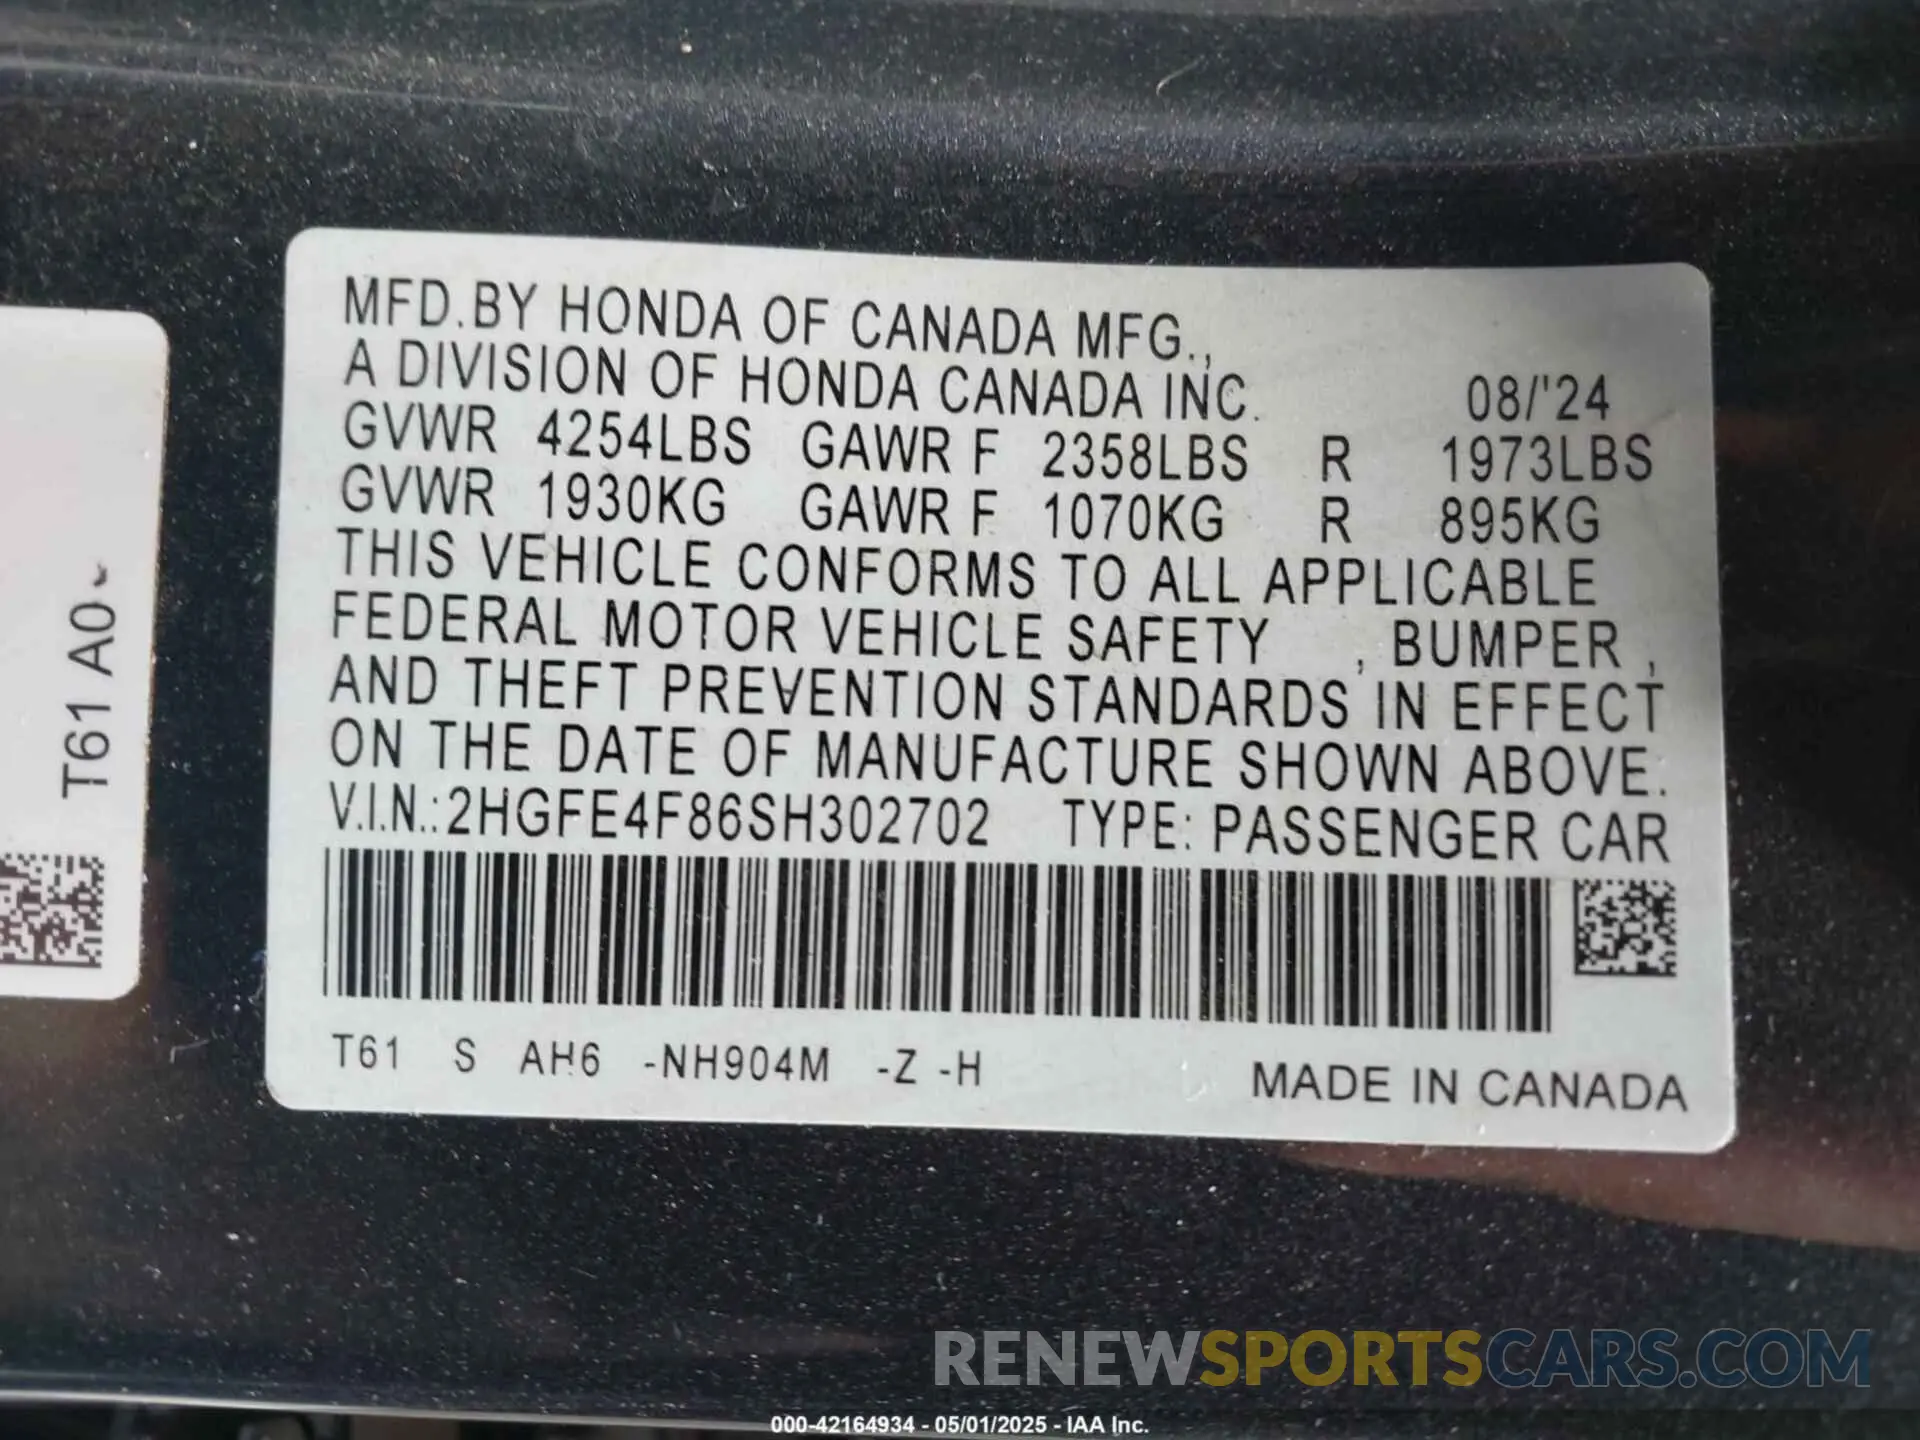 MFD.BY HONDA OF CANADA MFG.,
A DIVISION OF HONDA CANADA INC. 08/'24
GVWR 4254LBS GAWR F 2358LBS R 1973LBS
GVWR 1930KG GAWR F 1070KG R 895KG
THIS VEHICLE CONFORMS TO ALL APPLICABLE
FEDERAL MOTOR VEHICLE SAFETY , BUMPER ,
AND THEFT PREVENTION STANDARDS IN EFFECT
ON THE DATE OF MANUFACTURE SHOWN ABOVE.
V.I.N.: 2HGFE4F86SH302702 TYPE: PASSENGER CAR
T61 S AH6 -NH904M -Z -H
MADE IN CANADA
T61
RENEWSPORTSCARS.COM
000-42164934 - 05/01/2025 - IAA Inc.